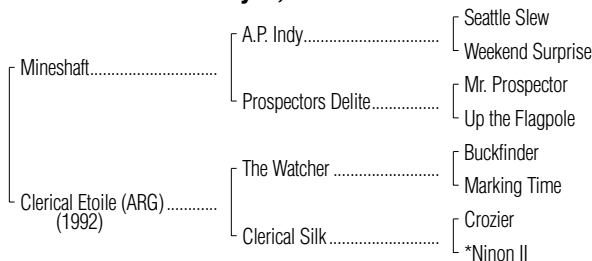 Seattle Slew
A.P. Indy..................................
Weekend Surprise
Mineshaft...............................
Mr. Prospector
Prospectors Delite.................
Up the Flagpole
Buckfinder
The Watcher ..........................
Marking Time
Clerical Etoile (ARG)............
(1992)
Crozier
Clerical Silk...........................
*Ninon II